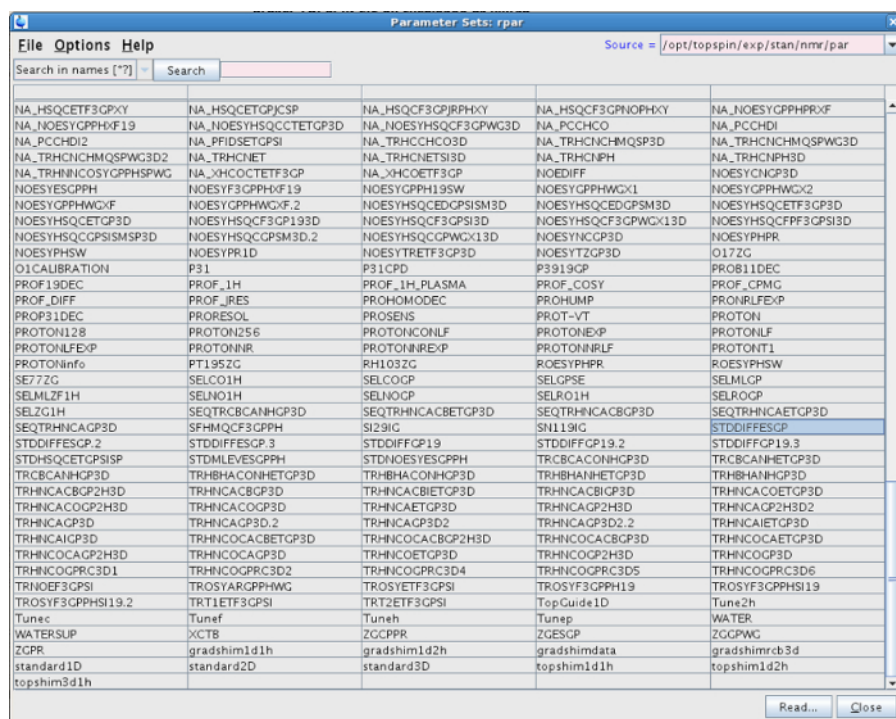 Parameter Sets: rpar
File Options Help Source = /opt/topspin/exp/stan/nmr/par
Search in names [*?] Search
NA_HSQCETF3GPXY NA_HSQCETGPJCSP NA_HSQCF3GPJRPHXY NA_HSQCF3GPNOPHXY NA_NOESYGPPHPRXF
NA_NOESYGPPHXF19 NA_NOESYHSQCCTETGP3D NA_NOESYHSQCF3GPWG3D NA_PCCHCO NA_PCCHDI
NA_PCCHDI2 NA_PFIDSETGPSI NA_TRHCCHCO3D NA_TRHCNCHMQSP3D NA_TRHCNCHMQSPWG3D
NA_TRHCNCHMQSPWG3D2 NA_TRHCNET NA_TRHCNETSI3D NA_TRHCNPH NA_TRHCNPH3D
NA_TRHNNCOSYGPPHSPWG NA_XHCOCTETF3GP NA_XHCOETF3GP NOEDIFF NOESYCNGP3D
NOESYESGPPH NOESYF3GPPHXF19 NOESYGPPH19SW NOESYGPPHWGX1 NOESYGPPHWGX2
NOESYGPPHWGXF NOESYGPPHWGXF.2 NOESYHSQCEDGPSISM3D NOESYHSQCEDGPSM3D NOESYHSQCETF3GP3D
NOESYHSQCETGP3D NOESYHSQCF3GP193D NOESYHSQCF3GPSI3D NOESYHSQCF3GPWGX13D NOESYHSQCFPF3GPSI3D
NOESYHSQCGPSISMSP3D NOESYHSQCGPSM3D.2 NOESYHSQCGPWGX13D NOESYNCGP3D NOESYPHPR
NOESYPHSW NOESYPR1D NOESYTRETF3GP3D NOESYTZGP3D O17ZG
O1CALIBRATION P31 P31CPD P3919GP PROB11DEC
PROF19DEC PROF_1H PROF_1H_PLASMA PROF_COSY PROF_CPMG
PROF_DIFF PROF_JRES PROHOMODEC PROHUMP PRONRLFEXP
PROP31DEC PRORESOL PROSENS PROT-VT PROTON
PROTON128 PROTON256 PROTONCONLF PROTONEXP PROTONLF
PROTONLFEXP PROTONNR PROTONNREXP PROTONNRLF PROTONT1
PROTONinfo PT195ZG RH103ZG ROESYPHPR ROESYPHSW
SE77ZG SELCO1H SELCOGP SELGPSE SELMLGP
SELMLZF1H SELNO1H SELNOGP SELRO1H SELROGP
SELZG1H SEQTRCBCANHGP3D SEQTRHNCACBETGP3D SEQTRHNCACBGP3D SEQTRHNCAETGP3D
SEQTRHNCAGP3D SFHMQCF3GPPH SI29IG SN119IG STDDIFFESGP
STDDIFFESGP.2 STDDIFFESGP.3 STDDIFFGP19 STDDIFFGP19.2 STDDIFFGP19.3
STDHSQCETGPSISP STDMLEVESGPPH STDNOESYESGPPH TRCBCACONHGP3D TRCBCANHETGP3D
TRCBCANHGP3D TRHBHACONHETGP3D TRHBHACONHGP3D TRHBHANHETGP3D TRHBHANHGP3D
TRHNCACBGP2H3D TRHNCACBGP3D TRHNCACBIETGP3D TRHNCACBIGP3D TRHNCACOETGP3D
TRHNCACOGP2H3D TRHNCACOGP3D TRHNCAETGP3D TRHNCAGP2H3D TRHNCAGP2H3D2
TRHNCAGP3D TRHNCAGP3D.2 TRHNCAGP3D2 TRHNCAGP3D2.2 TRHNCAIETGP3D
TRHNCAIGP3D TRHNCOCACBETGP3D TRHNCOCACBGP2H3D TRHNCOCACBGP3D TRHNCOCAETGP3D
TRHNCOCAGP2H3D TRHNCOCAGP3D TRHNCOETGP3D TRHNCOGP2H3D TRHNCOGP3D
TRHNCOGPRC3D1 TRHNCOGPRC3D2 TRHNCOGPRC3D4 TRHNCOGPRC3D5 TRHNCOGPRC3D6
TRNOEF3GPSI TROSYARGPPHWG TROSYETF3GPSI TROSYF3GPPH19 TROSYF3GPPHSI19
TROSYF3GPPHSI19.2 TRT1ETF3GPSI TRT2ETF3GPSI TopGuide1D Tune2h
Tunec Tunef Tuneh Tunep WATER
WATERSUP XCTB ZGCPPR ZGESGP ZGGPWG
ZGPR gradshim1d1h gradshim1d2h gradshimdata gradshimrcb3d
standard1D standard2D standard3D topshim1d1h topshim1d2h
topshim3d1h
Read... Close